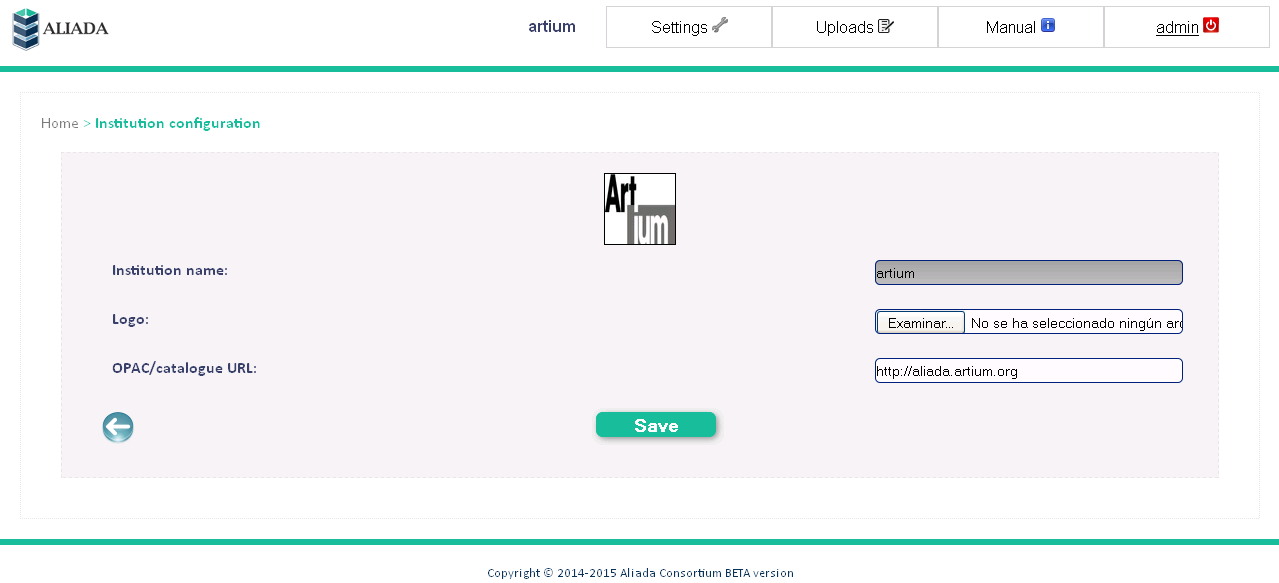 ALIADA
artium
Settings
Uploads
Manual
admin
Home > Institution configuration
Art
ium
Institution name:
artium
Logo:
Examinar... No se ha seleccionado ningún
OPAC/catalogue URL:
http://aliada.artium.org
Save
Copyright © 2014-2015 Aliada Consortium BETA version